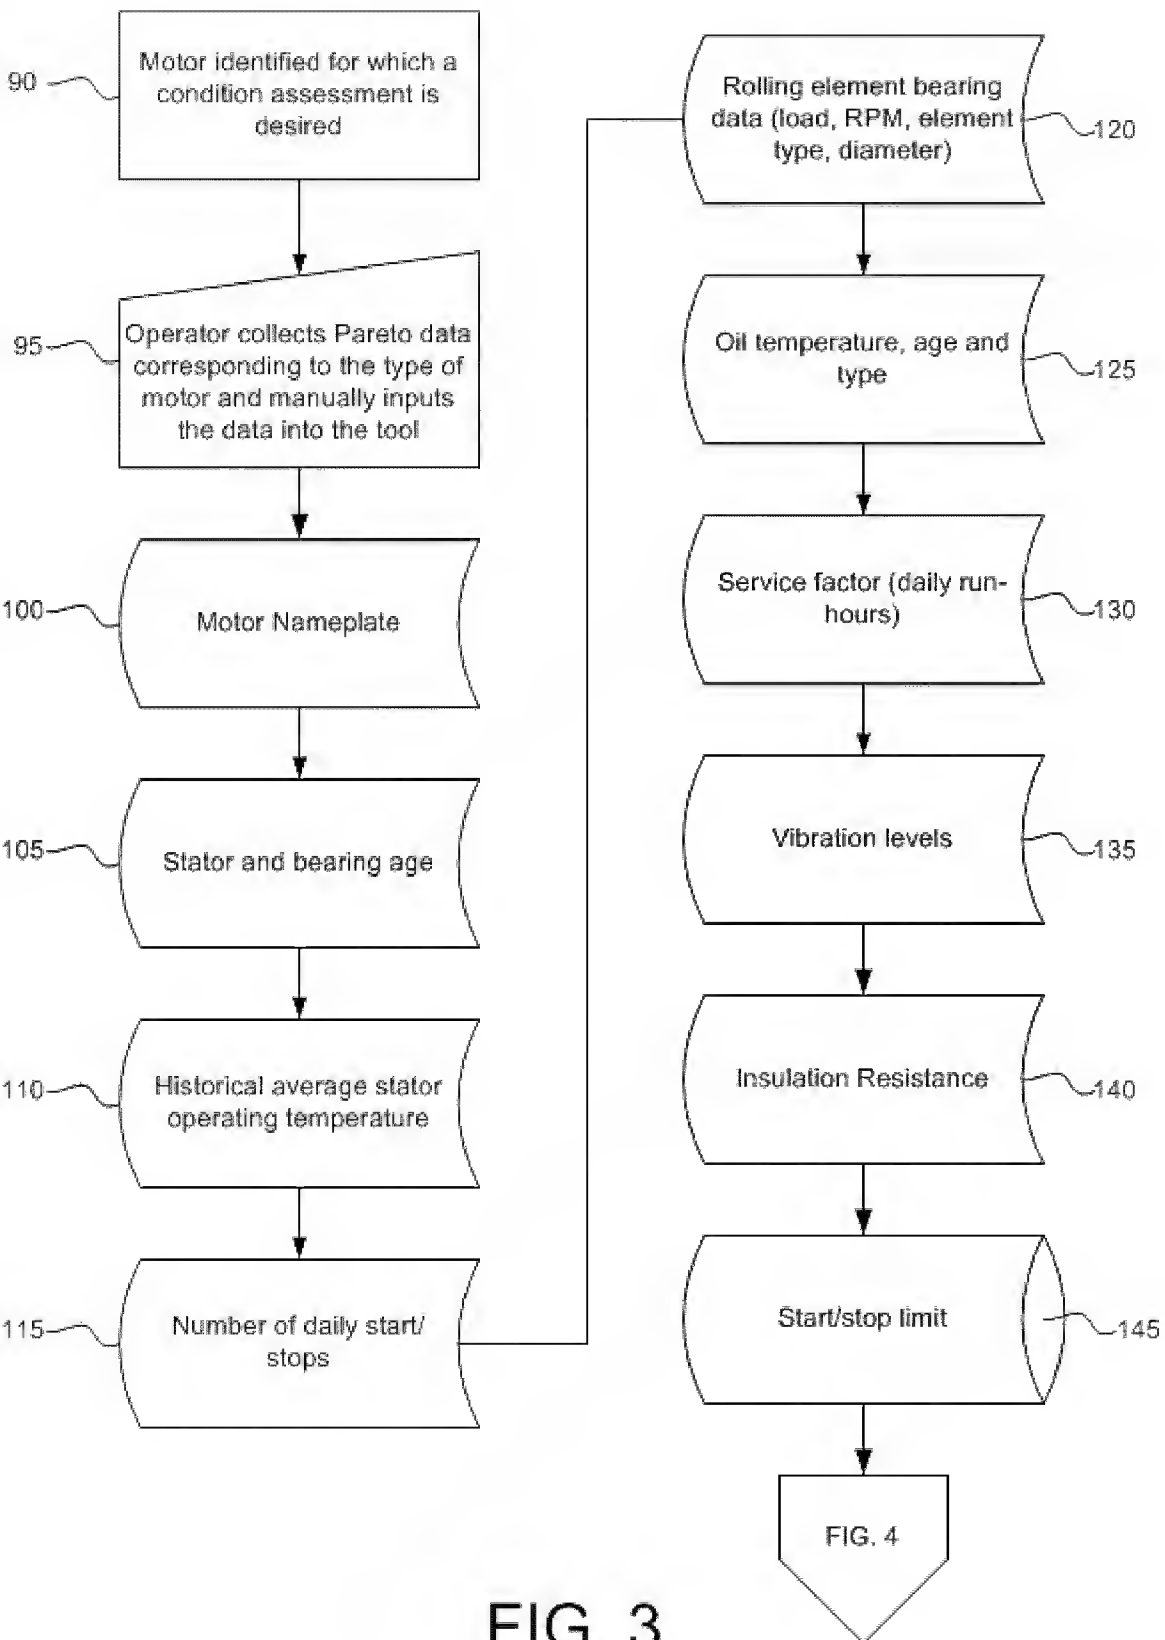 90
Motor identified for which a
condition assessment is
desired
95
Operator collects Pareto data
corresponding to the type of
motor and manually inputs
the data into the tool
100
Motor Nameplate
105
Stator and bearing age
110
Historical average stator
operating temperature
115
Number of daily start/
stops
Rolling element bearing
data (load, RPM, element
type, diameter)
120
Oil temperature, age and
type
125
Service factor (daily run-
hours)
130
Vibration levels
135
Insulation Resistance
140
Start/stop limit
145
FIG. 4
FIG. 3